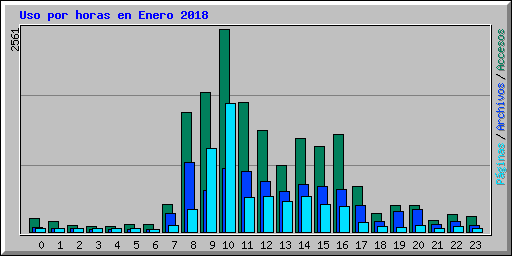 Uso por horas en Enero 2018
2561
Páginas/Archivos/Accesos
0 1 2 3 4 5 6 7 8 9 10 11 12 13 14 15 16 17 18 19 20 21 22 23